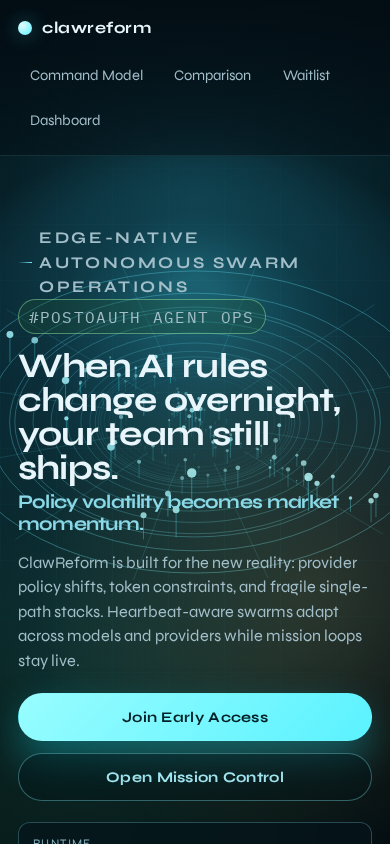 clawreform
Command Model Comparison Waitlist
Dashboard
EDGE-NATIVE
AUTONOMOUS SWARM
OPERATIONS
#POSTOAUTH AGENT OPS
When AI rules
change overnight,
your team still
ships.
Policy volatility becomes market
momentum.
ClawReform is built for the new reality: provider
policy shifts, token constraints, and fragile single-
path stacks. Heartbeat-aware swarms adapt
across models and providers while mission loops
stay live.
Join Early Access
Open Mission Control
RUNTIME